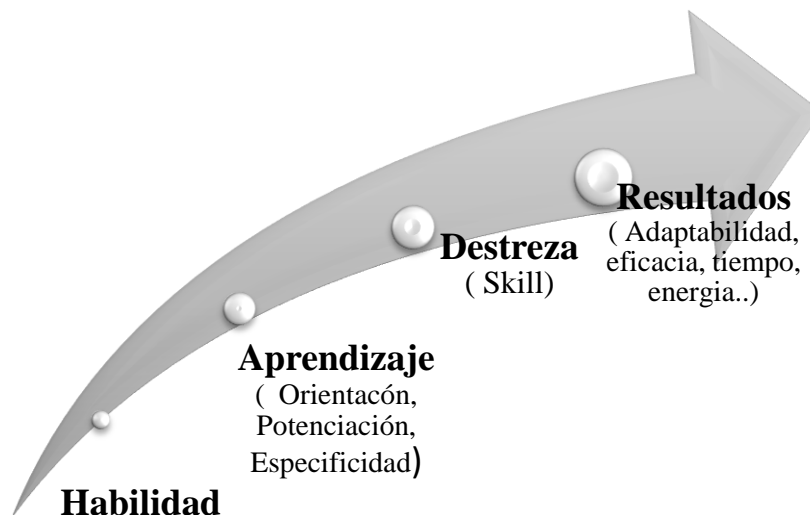 Resultados
( Adaptabilidad,
eficacia, tiempo,
energia..)
Destreza
( Skill)
Aprendizaje
( Orientacón,
Potenciación,
Especificidad)
Habilidad